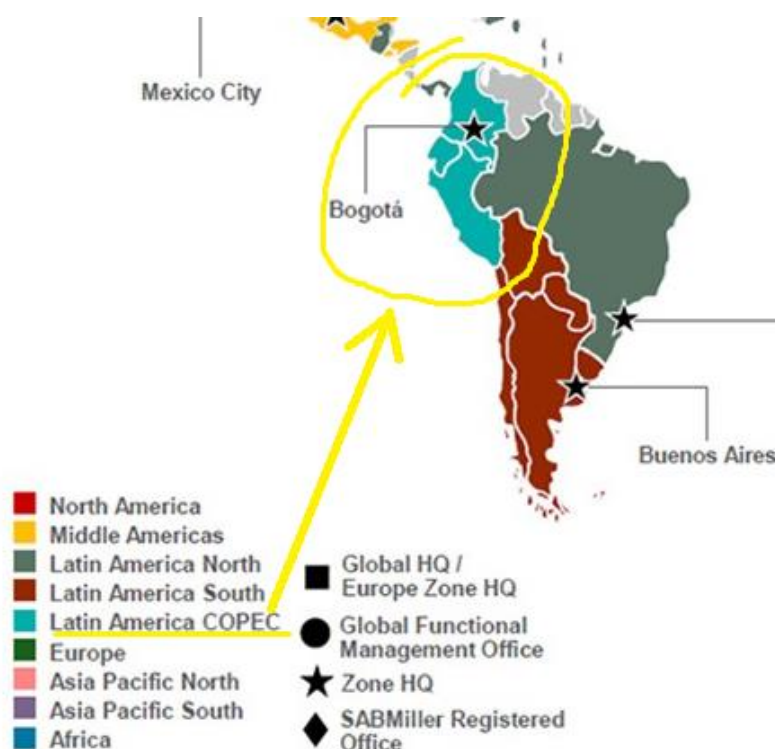 Mexico City
Bogotá
Buenos Aires
North America
Middle Americas
Latin America North
Latin America South
Latin America COPEC
Europe
Asia Pacific North
Asia Pacific South
Africa
Global HQ /
Europe Zone HQ
Global Functional
Management Office
Zone HQ
SABMiller Registered
Office